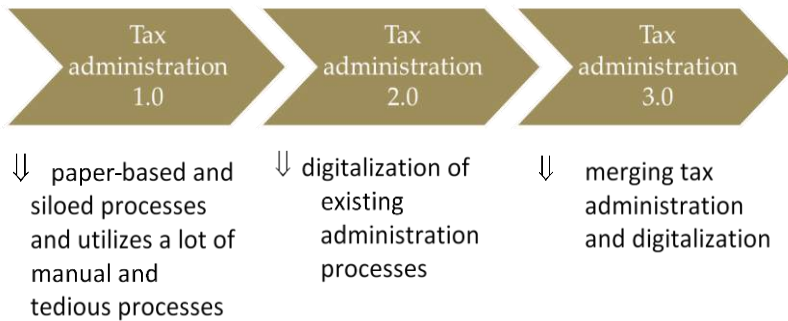 Tax
administration
1.0
Tax
administration
2.0
Tax
administration
3.0
⇓ paper-based and
siloed processes
and utilizes a lot of
manual and
tedious processes
⇓ digitalization of
existing
administration
processes
⇓ merging tax
administration
and digitalization